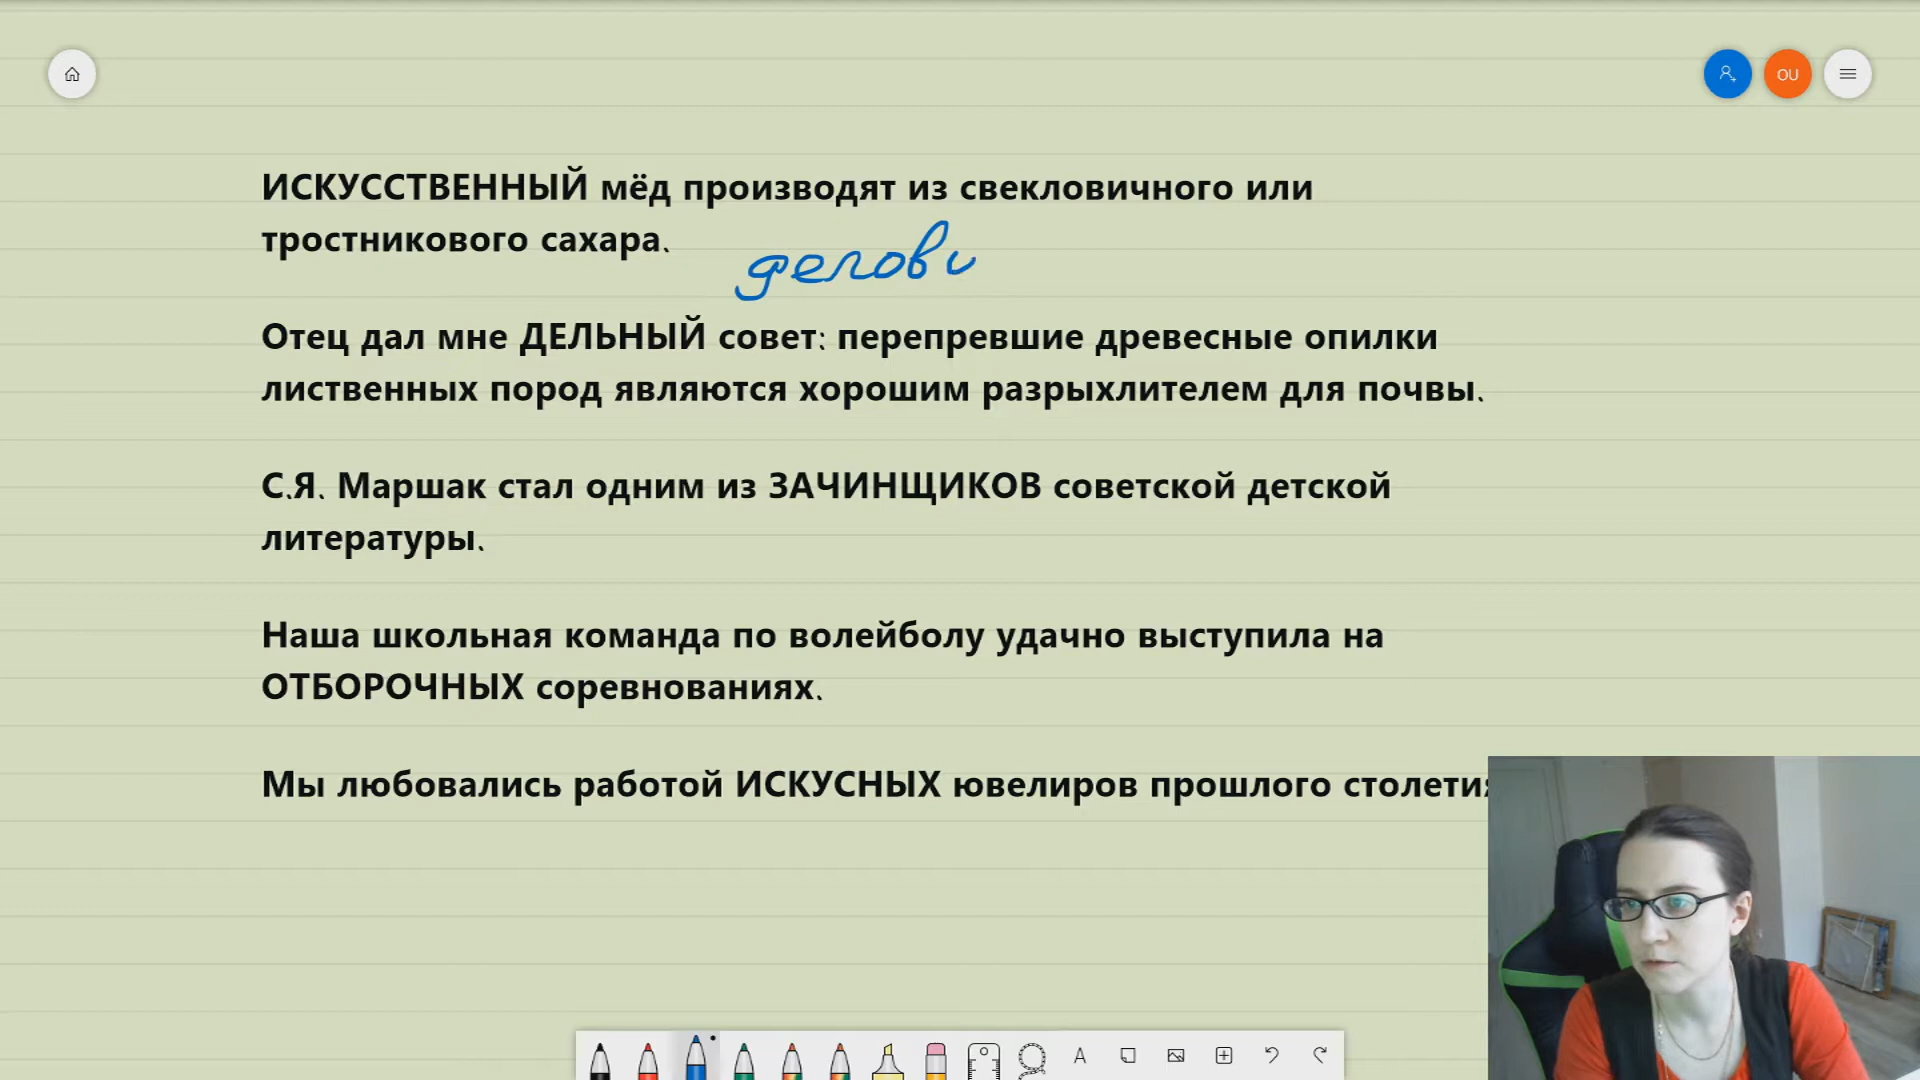 OU
ИСКУССТВЕННЫЙ мёд производят из свекловичного или
тростникового сахара.
делови
Отец дал мне ДЕЛЬНЫЙ совет: перепревшие древесные опилки
лиственных пород являются хорошим разрыхлителем для почвы.
С.Я. Маршак стал одним из ЗАЧИНЩИКОВ советской детской
литературы.
Наша школьная команда по волейболу удачно выступила на
ОТБОРОЧНЫХ соревнованиях.
Мы любовались работой ИСКУСНЫХ ювелиров прошлого